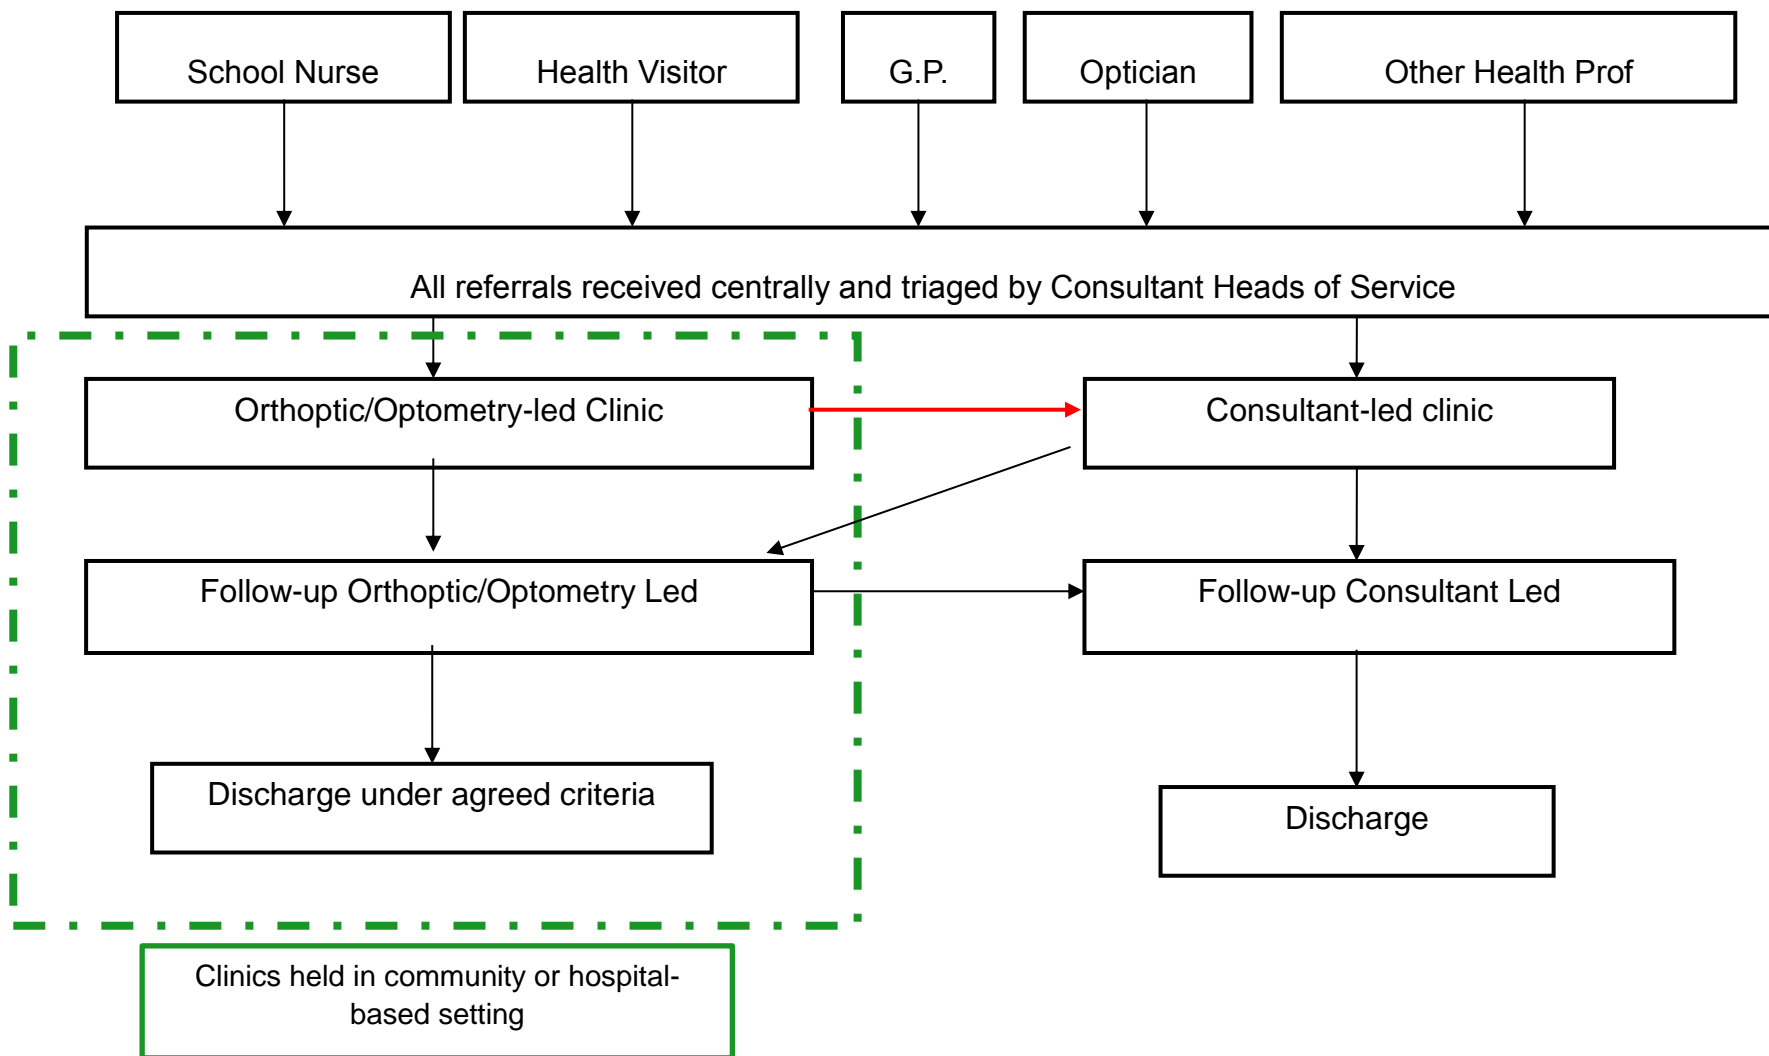 School Nurse
Health Visitor
G.P.
Optician
Other Health Prof
All referrals received centrally and triaged by Consultant Heads of Service
Orthoptic/Optometry-led Clinic
Consultant-led clinic
Follow-up Orthoptic/Optometry Led
Follow-up Consultant Led
Discharge under agreed criteria
Discharge
Clinics held in community or hospital-
based setting